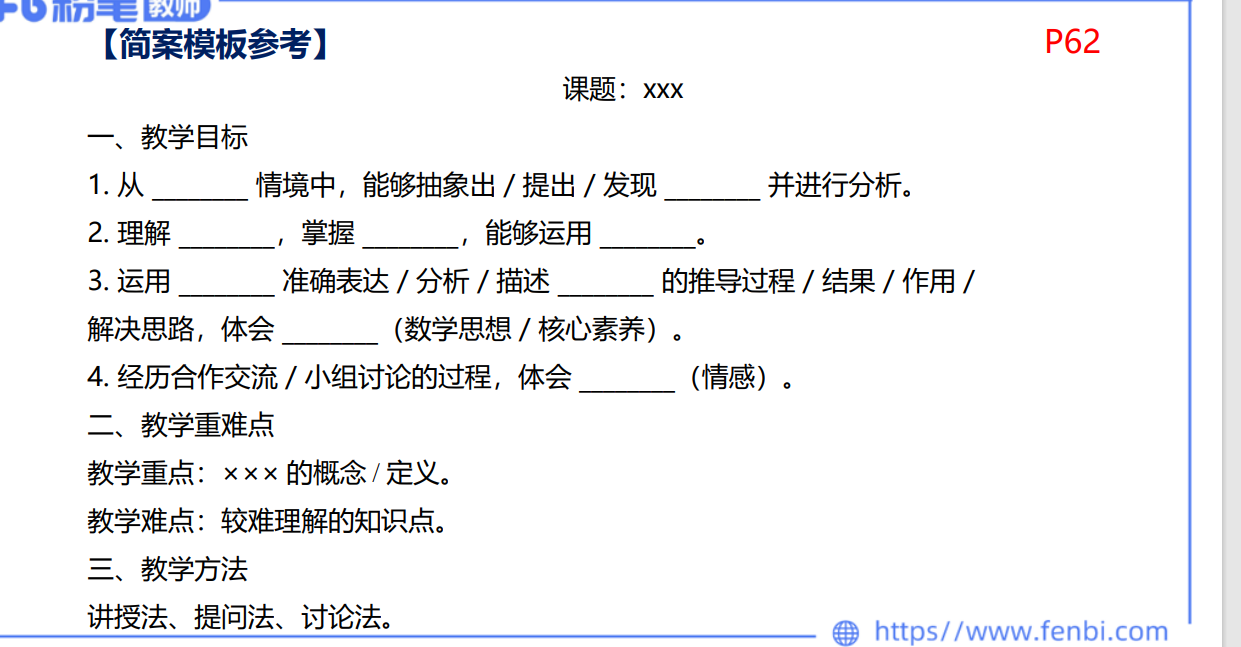 粉笔教师
【简案模板参考】
P62
课题：xxx
一、教学目标
1. 从 _______ 情境中，能够抽象出 / 提出 / 发现 _______ 并进行分析。
2. 理解 _______，掌握 _______，能够运用 _______。
3. 运用 _______ 准确表达 / 分析 / 描述 _______ 的推导过程 / 结果 / 作用 /
解决思路，体会 _______（数学思想 / 核心素养）。
4. 经历合作交流 / 小组讨论的过程，体会 _______（情感）。
二、教学重难点
教学重点：××× 的概念 / 定义。
教学难点：较难理解的知识点。
三、教学方法
讲授法、提问法、讨论法。
https//www.fenbi.com